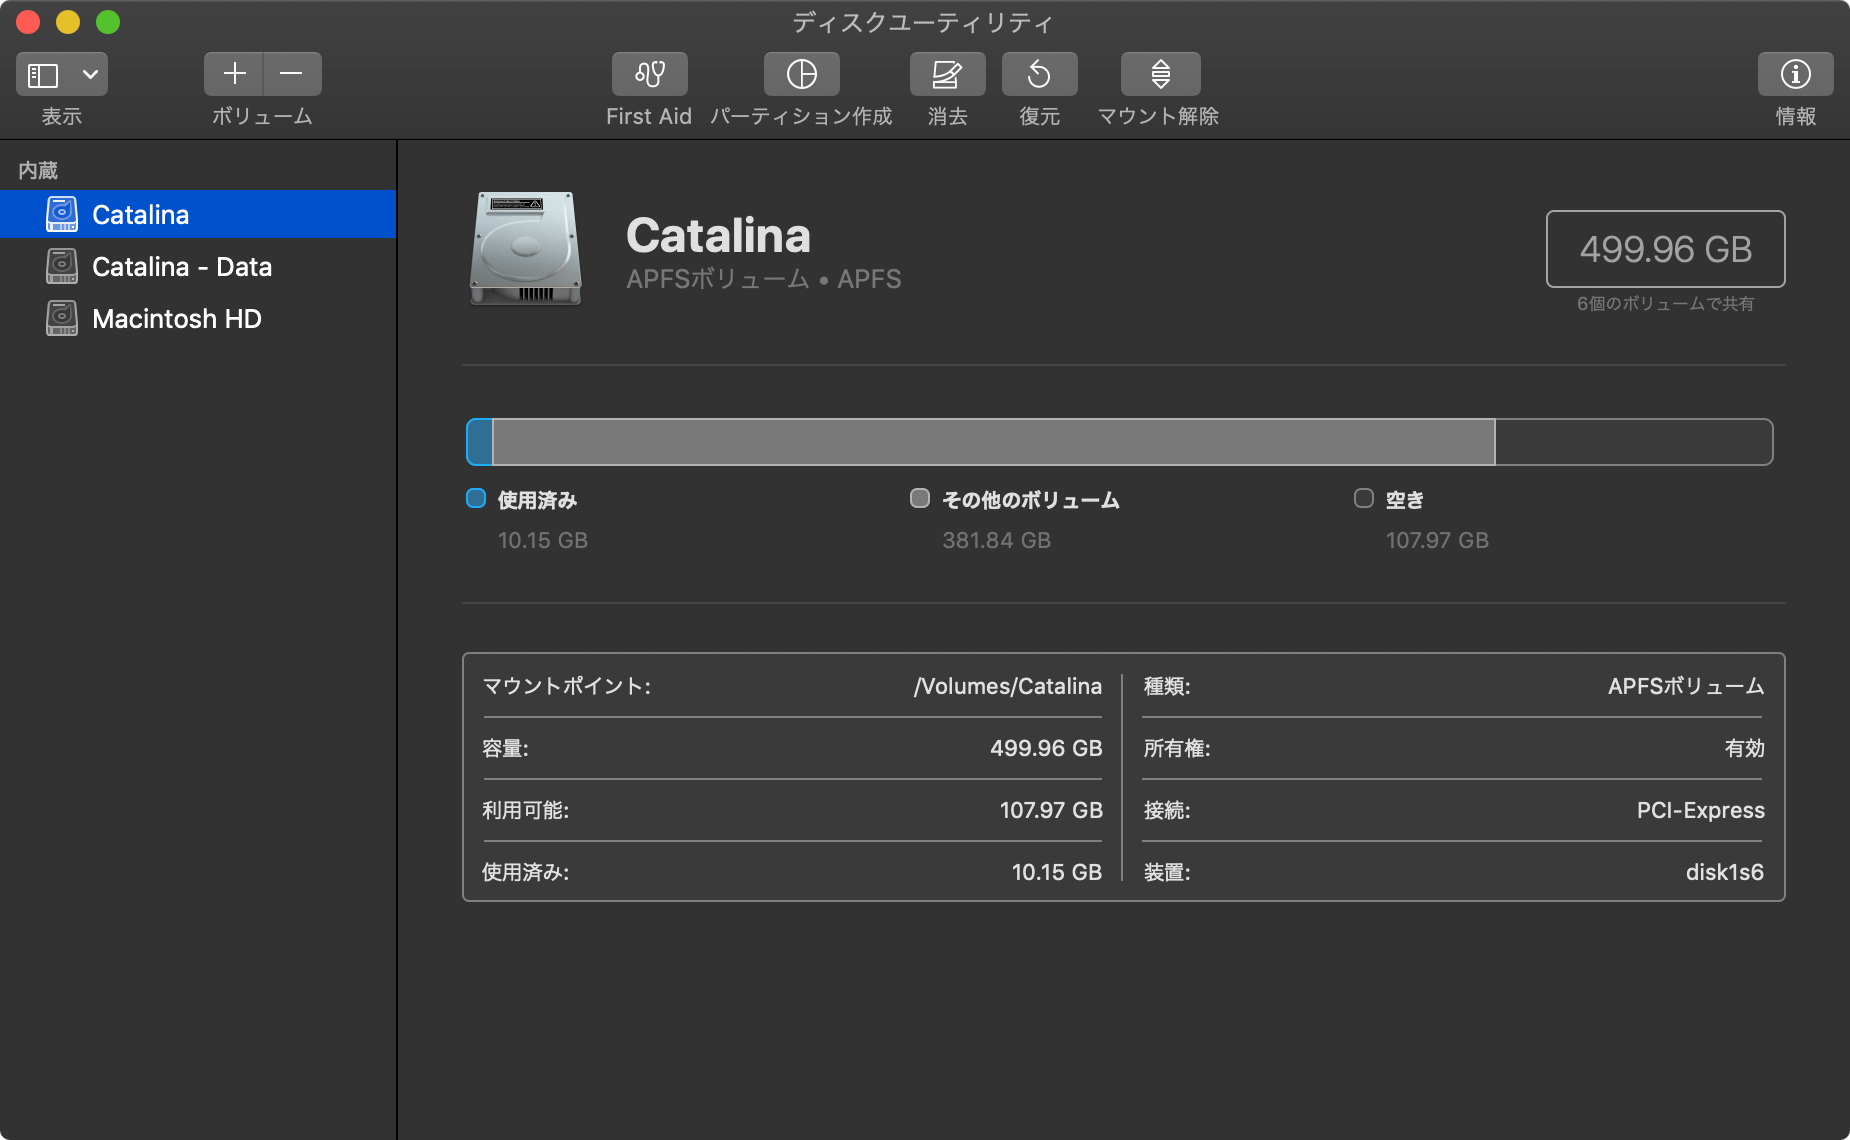 ディスクユーティリティ
表示
ボリューム
First Aid
パーティション作成
消去
復元
マウント解除
情報
内蔵
Catalina
Catalina - Data
Macintosh HD
Catalina
APFSボリューム • APFS
499.96 GB
6個のボリュームで共有
使用済み
10.15 GB
その他のボリューム
381.84 GB
空き
107.97 GB
マウントポイント: /Volumes/Catalina
容量: 499.96 GB
利用可能: 107.97 GB
使用済み: 10.15 GB
種類: APFSボリューム
所有権: 有効
接続: PCI-Express
装置: disk1s6